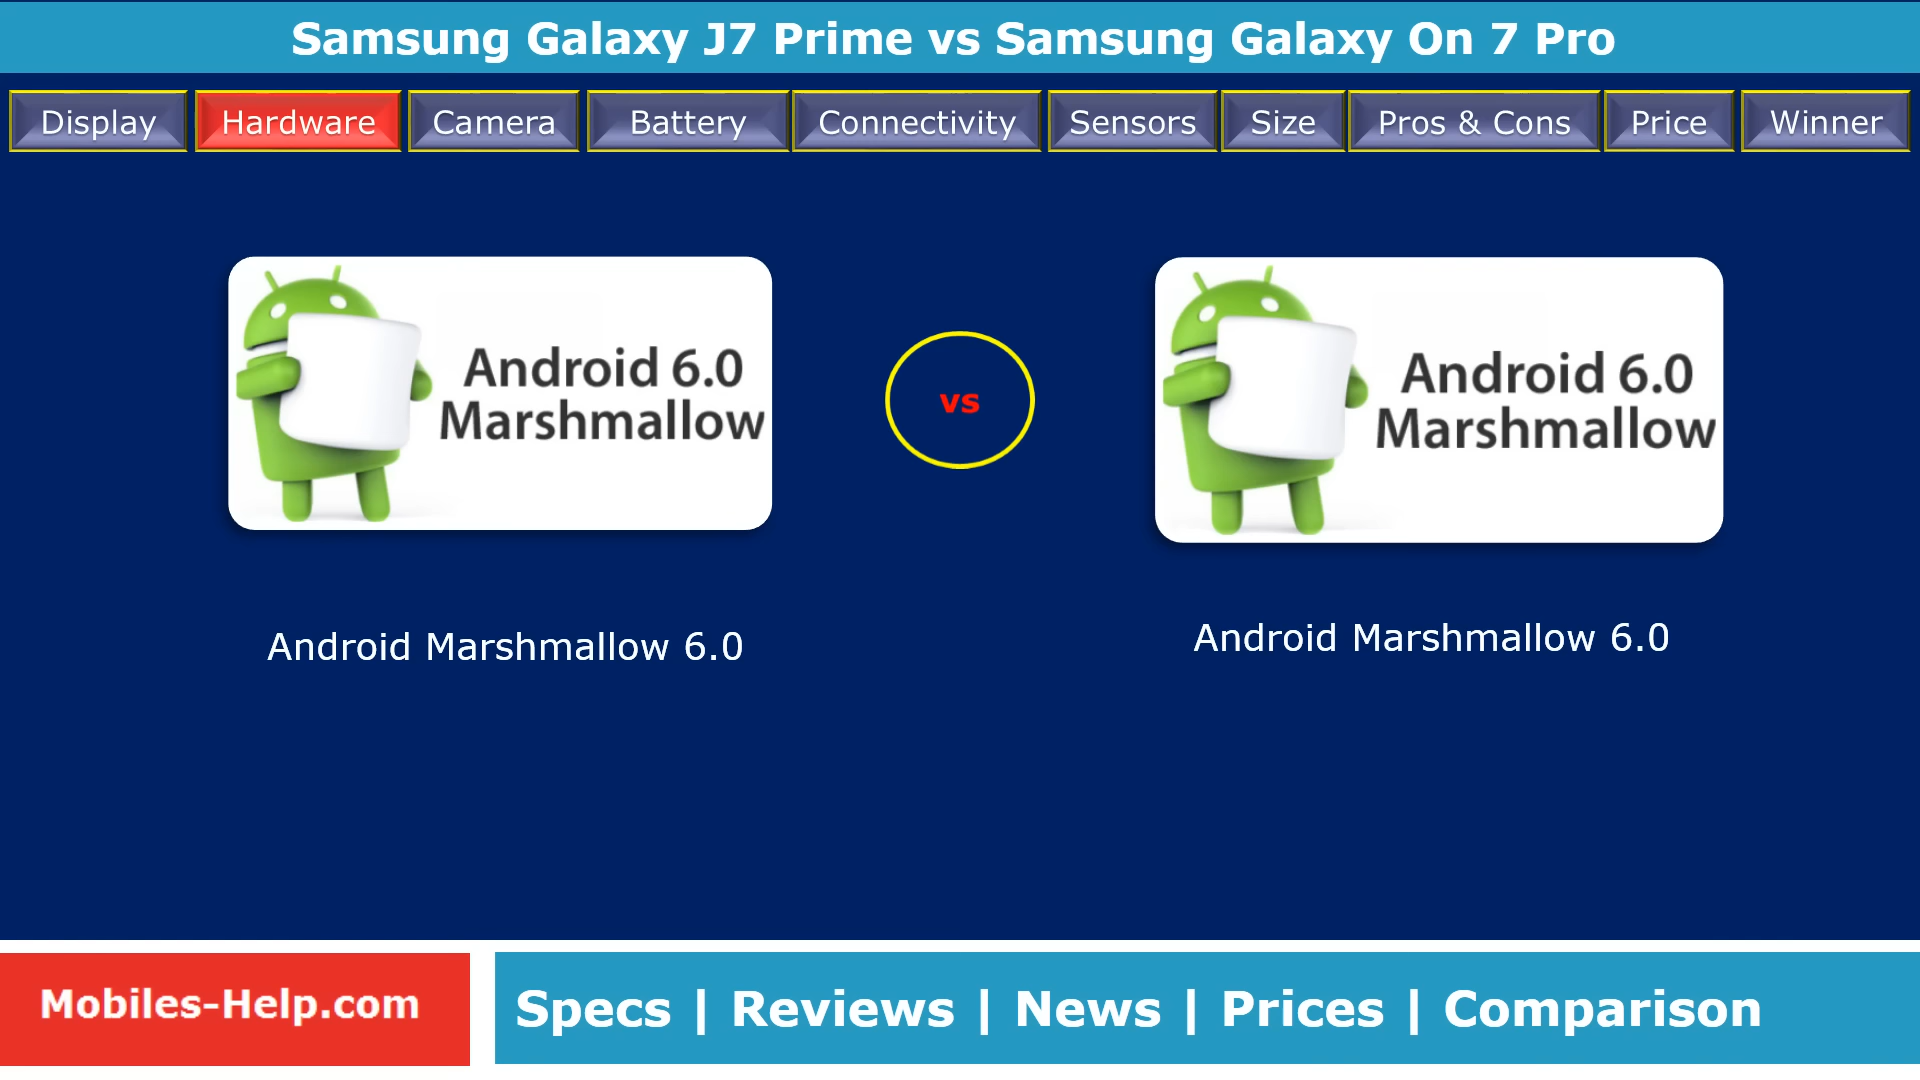 Samsung Galaxy J7 Prime vs Samsung Galaxy On 7 Pro
Display Hardware Camera Battery Connectivity Sensors Size Pros & Cons Price Winner
Android 6.0
Marshmallow
vs
Android 6.0
Marshmallow
Android Marshmallow 6.0
Android Marshmallow 6.0
Mobiles-Help.com
Specs | Reviews | News | Prices | Comparison